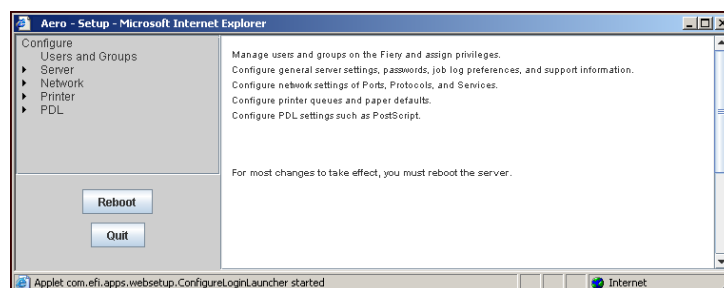 Aero - Setup - Microsoft Internet Explorer
Configure
Users and Groups
Server
Network
Printer
PDL
Manage users and groups on the Fiery and assign privileges.
Configure general server settings, passwords, job log preferences, and support information.
Configure network settings of Ports, Protocols, and Services.
Configure printer queues and paper defaults.
Configure PDL settings such as PostScript.
For most changes to take effect, you must reboot the server.
Reboot
Quit
Applet com.efi.apps.websetup.ConfigureLoginLauncher started
Internet